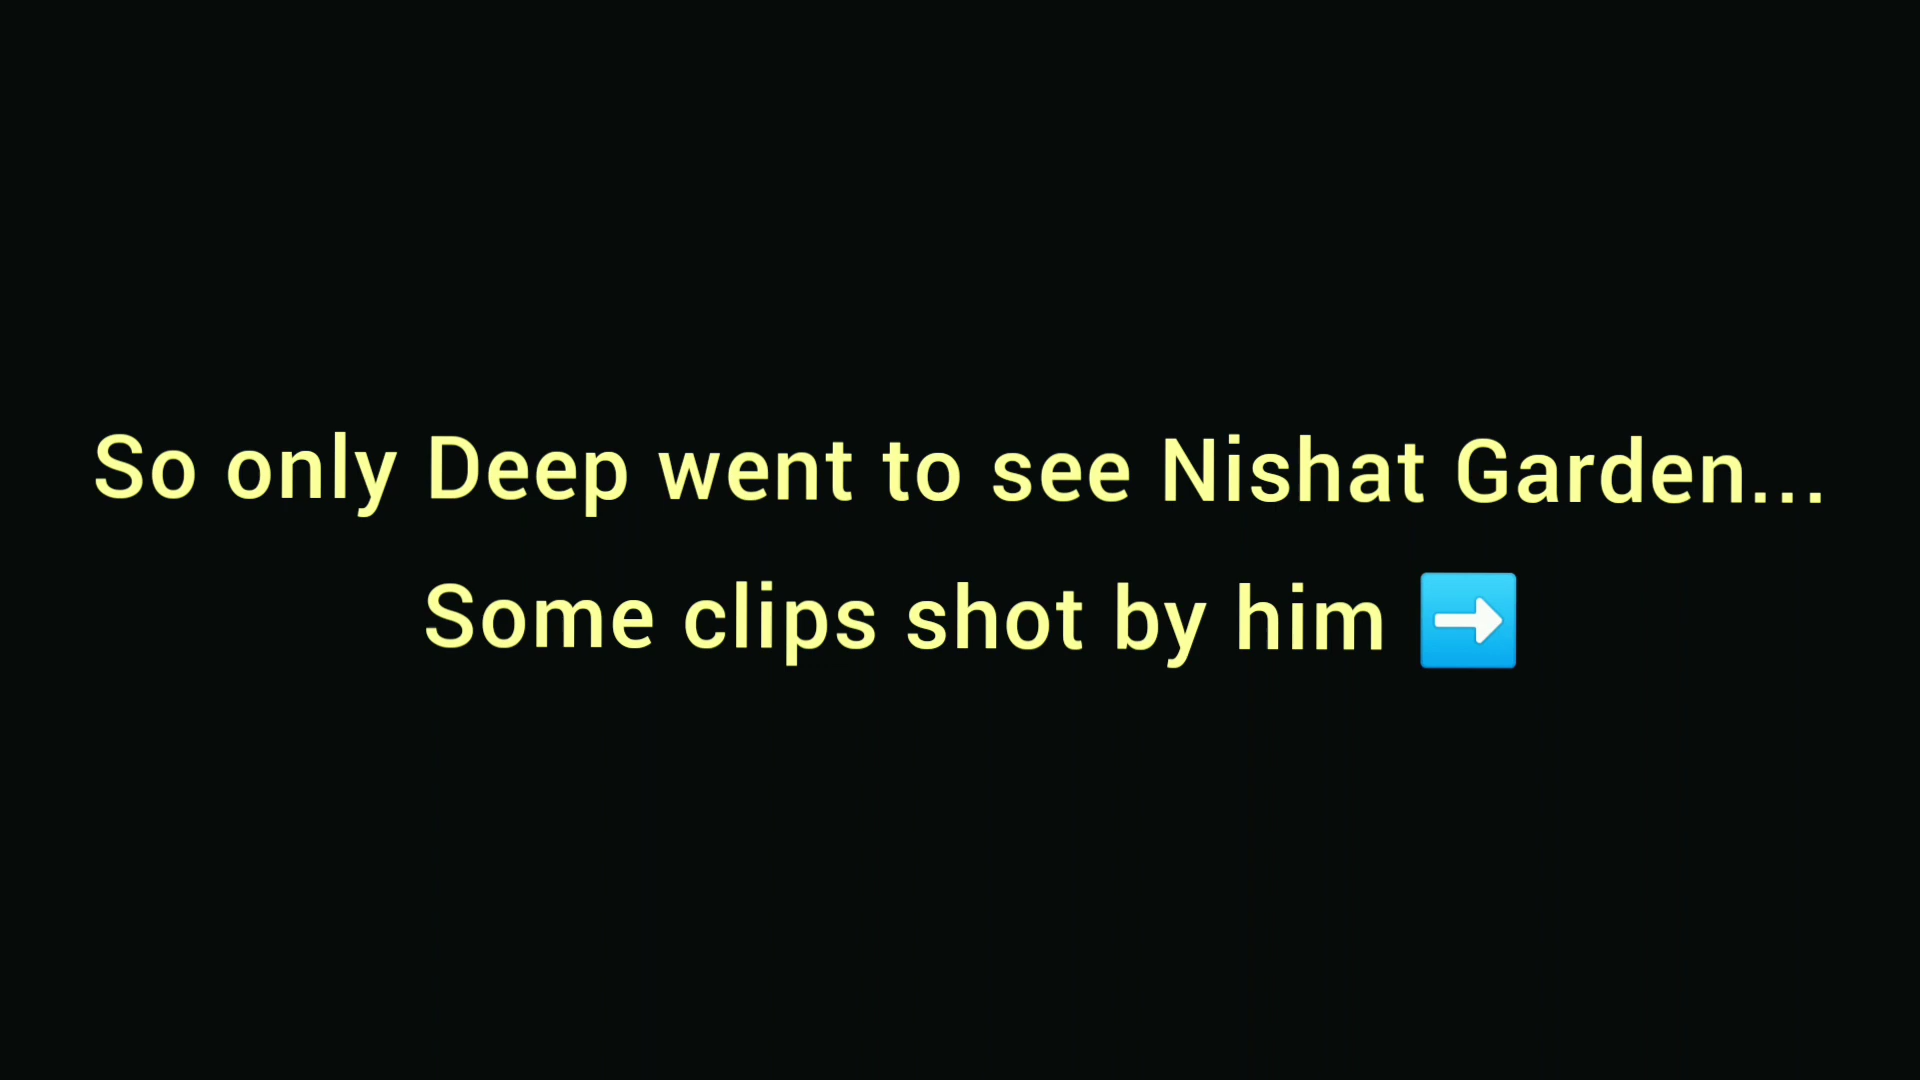 So only Deep went to see Nishat Garden...
Some clips shot by him ➡️